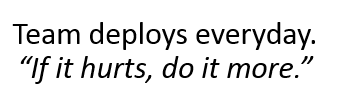 Team deploys everyday.
“If it hurts, do it more.”